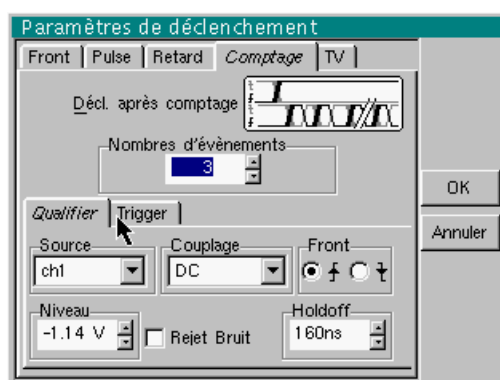 Paramètres de déclenchement
Front Pulse Retard Comptage TV
Décl. après comptage
Nombres d'évènements
3
OK
Annuler
Qualifier Trigger
Source Couplage Front
ch1 DC
Niveau Holdoff
-1.14 V Rejet Bruit 160ns